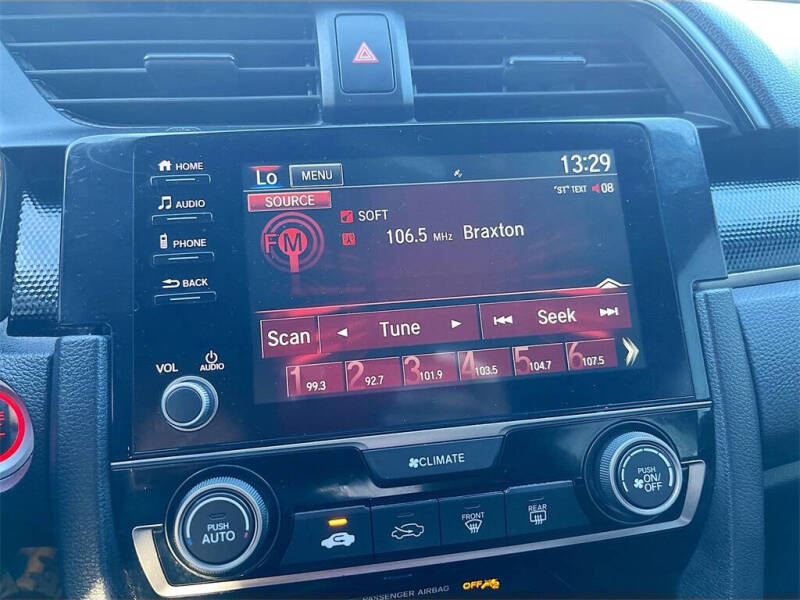 HOME
AUDIO
PHONE
BACK
VOL
AUDIO
Lo MENU 13:29
"ST" TEXT 08
SOURCE
FM
SOFT
106.5 MHz Braxton
Scan Tune Seek
1 99.3 2 92.7 3 101.9 4 103.5 5 104.7 6 107.5
CLIMATE
PUSH
AUTO
FRONT
REAR
PUSH
ON/
OFF
PASSENGER AIRBAG OFF